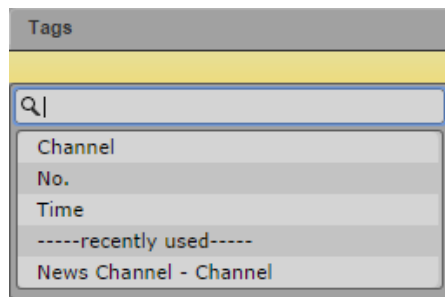 Tags
Channel
No.
Time
-----recently used-----
News Channel - Channel